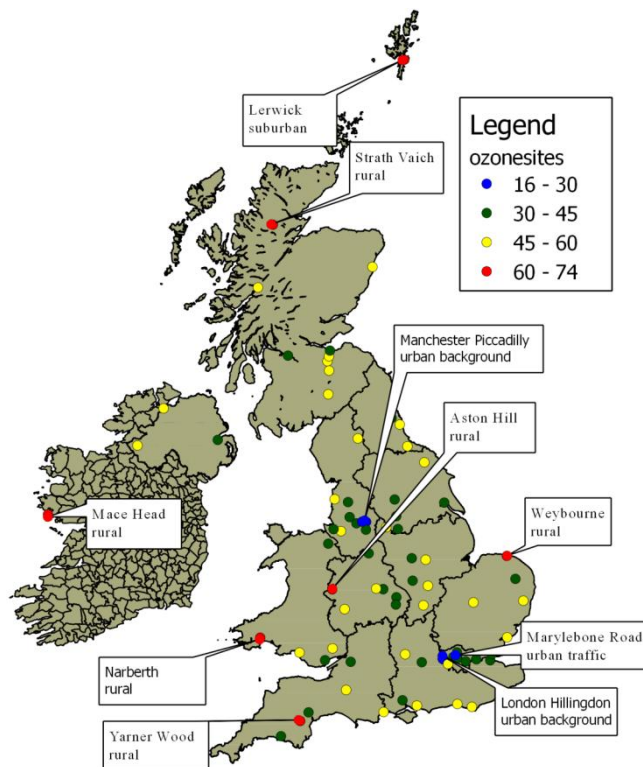 Lerwick
suburban
Strath Vaich
rural
Legend
ozonesites
16 - 30
30 - 45
45 - 60
60 - 74
Manchester Piccadilly
urban background
Aston Hill
rural
Mace Head
rural
Weybourne
rural
Marylebone Road
urban traffic
Narberth
rural
London Hillingdon
urban background
Yarner Wood
rural